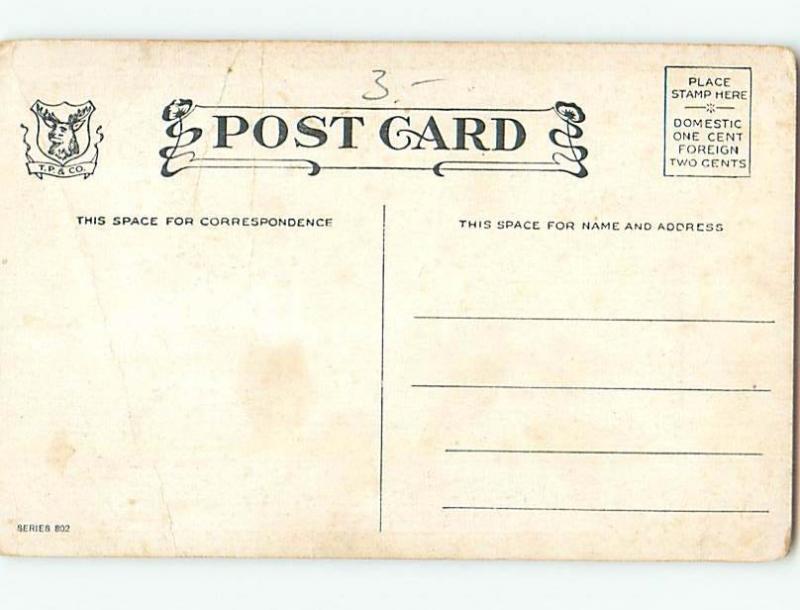 3.-
POST CARD
T.P. & CO.
PLACE
STAMP HERE
DOMESTIC
ONE CENT
FOREIGN
TWO CENTS
THIS SPACE FOR CORRESPONDENCE
THIS SPACE FOR NAME AND ADDRESS
SERIES 802